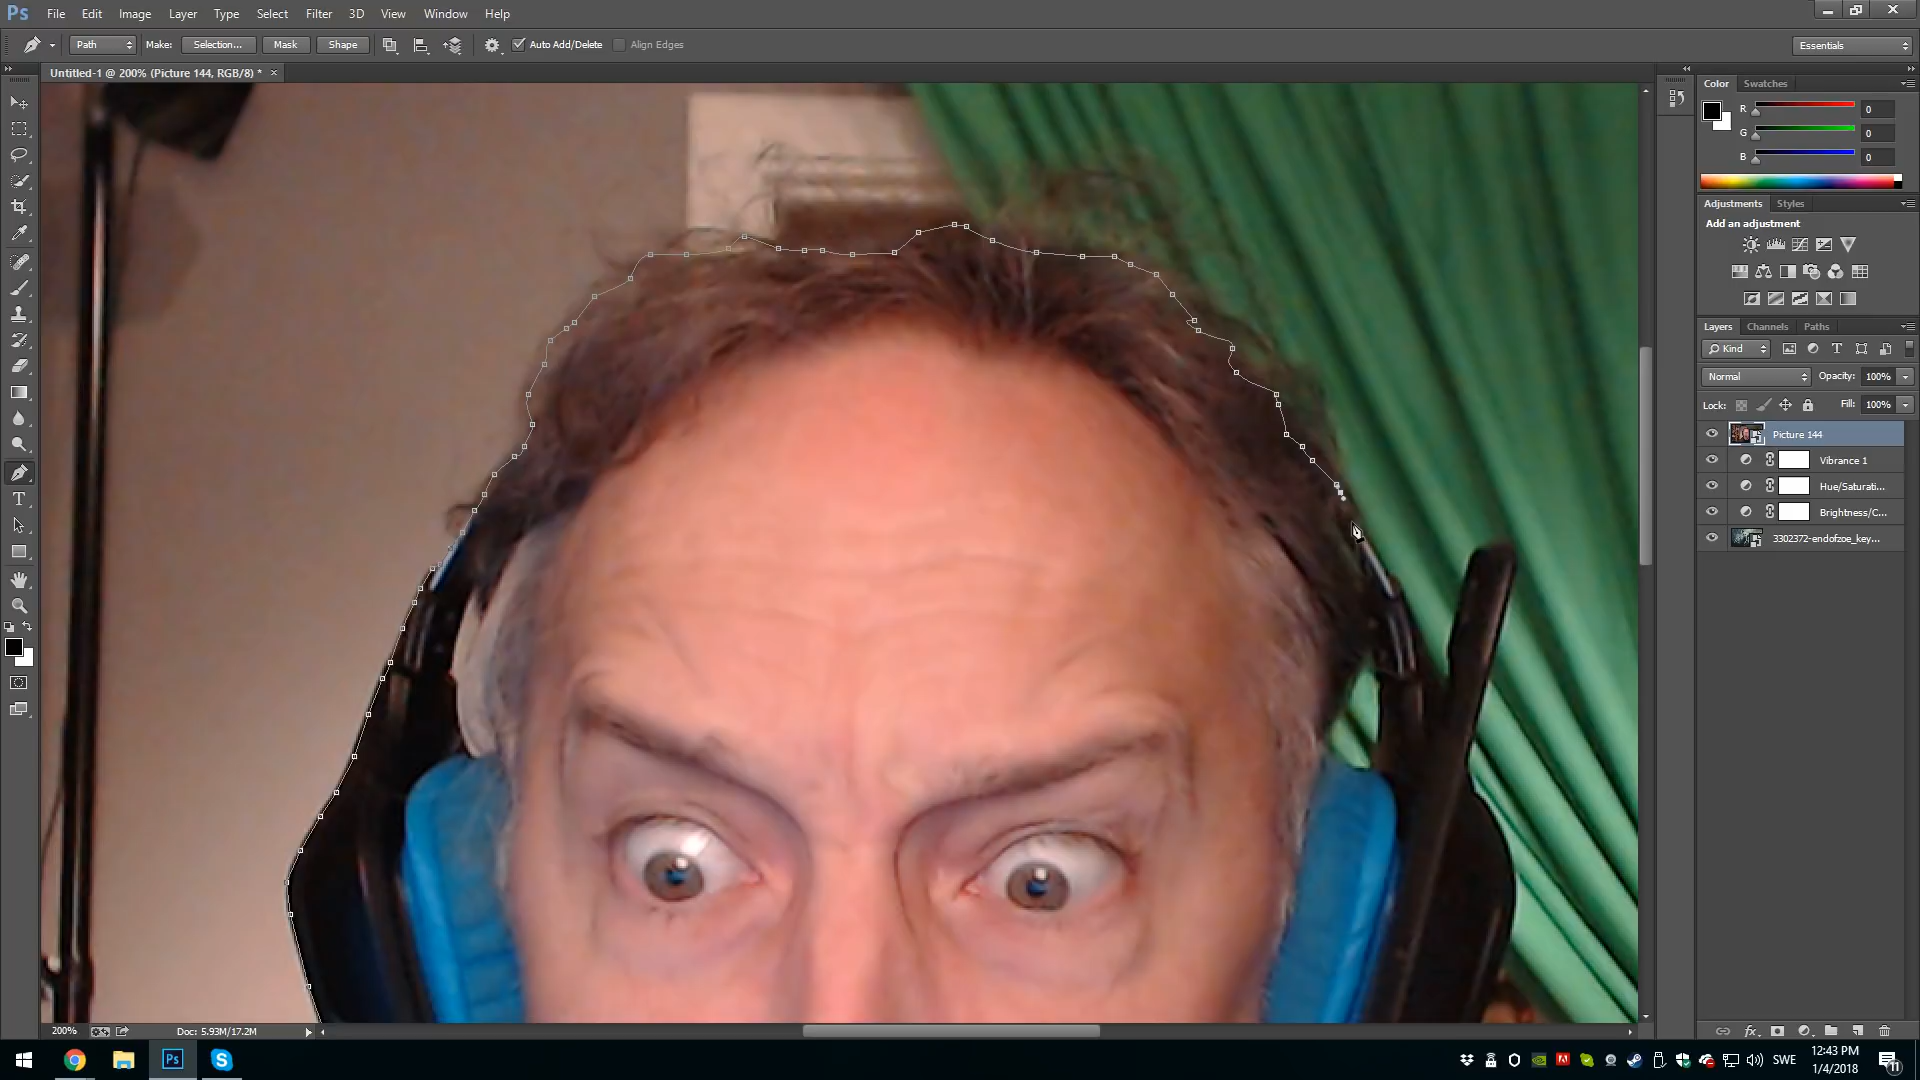 Ps File Edit Image Layer Type Select Filter 3D View Window Help
Path Make: Selection... Mask Shape Auto Add/Delete Align Edges Essentials
Untitled-1 @ 200% (Picture 144, RGB/8) * ×
Color Swatches
R 0
G 0
B 0
Adjustments Styles
Add an adjustment
Layers Channels Paths
Kind
Normal Opacity: 100%
Lock: Fill: 100%
Picture 144
Vibrance 1
Hue/Saturati...
Brightness/C...
3302372-endofzoe_key...
200% Doc: 5.93M/17.2M
fx
Ps
SWE
12:43 PM
1/4/2018
11